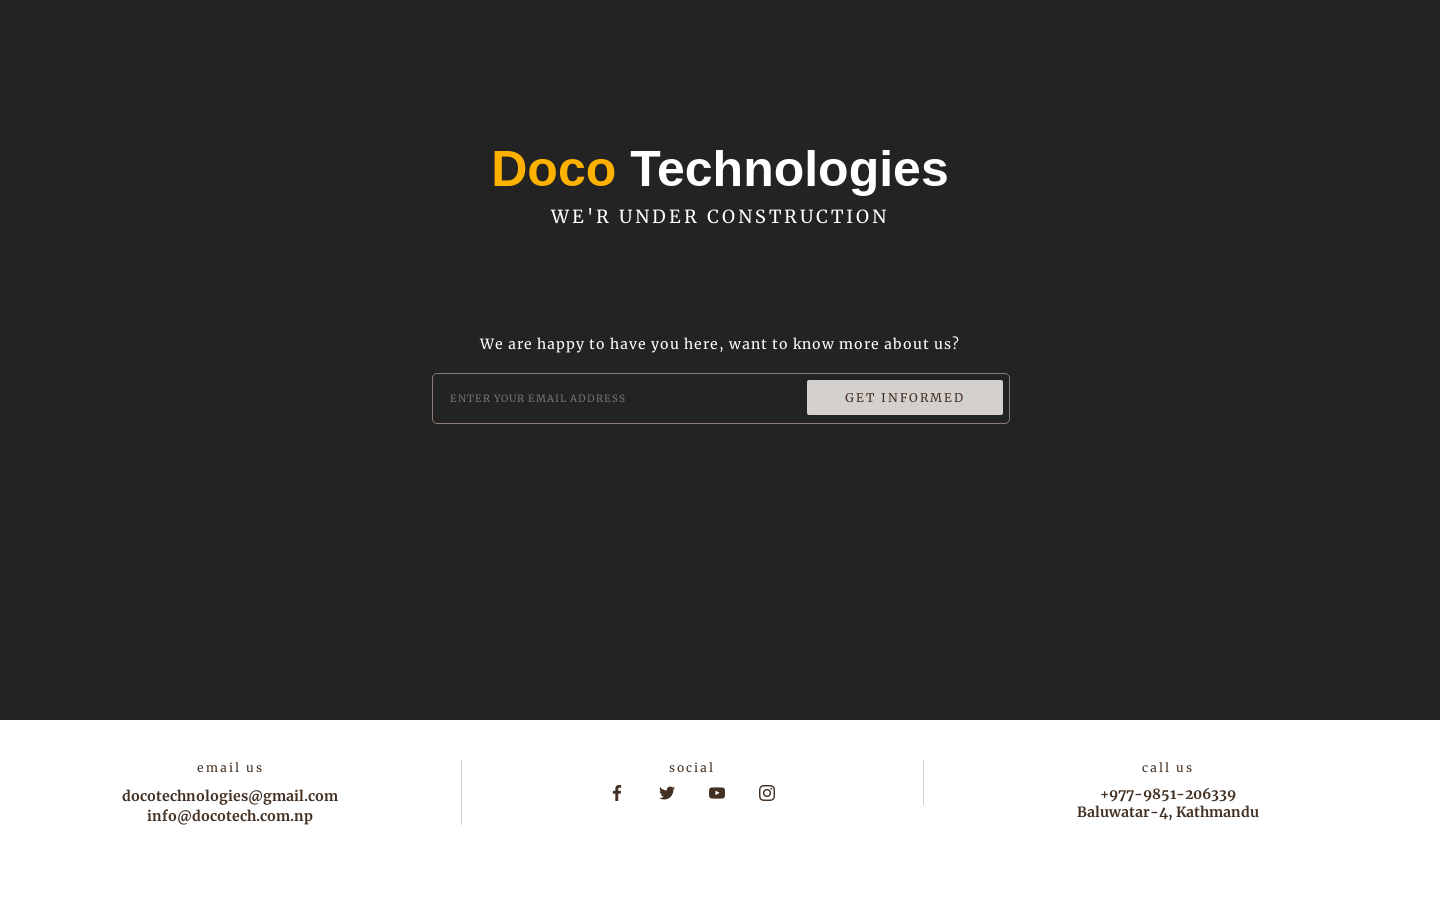 Doco Technologies
WE'R UNDER CONSTRUCTION
We are happy to have you here, want to know more about us?
ENTER YOUR EMAIL ADDRESS
GET INFORMED
email us
docotechnologies@gmail.com
info@docotech.com.np
social
call us
+977-9851-206339
Baluwatar-4, Kathmandu